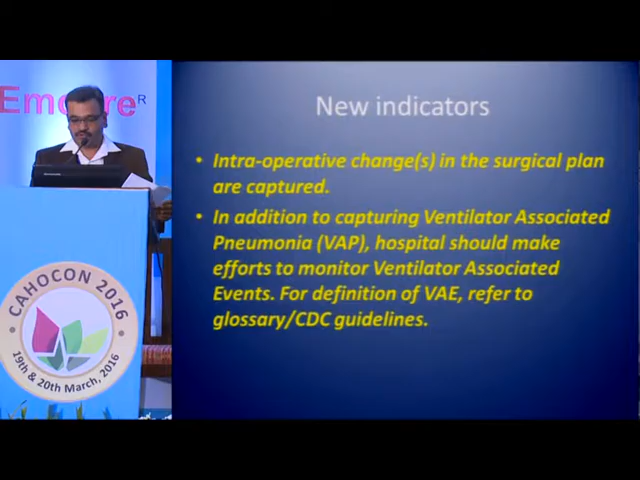 New indicators
• Intra-operative change(s) in the surgical plan
are captured.
• In addition to capturing Ventilator Associated
Pneumonia (VAP), hospital should make
efforts to monitor Ventilator Associated
Events. For definition of VAE, refer to
glossary/CDC guidelines.
CAHOCON 2016
19th & 20th March, 2016